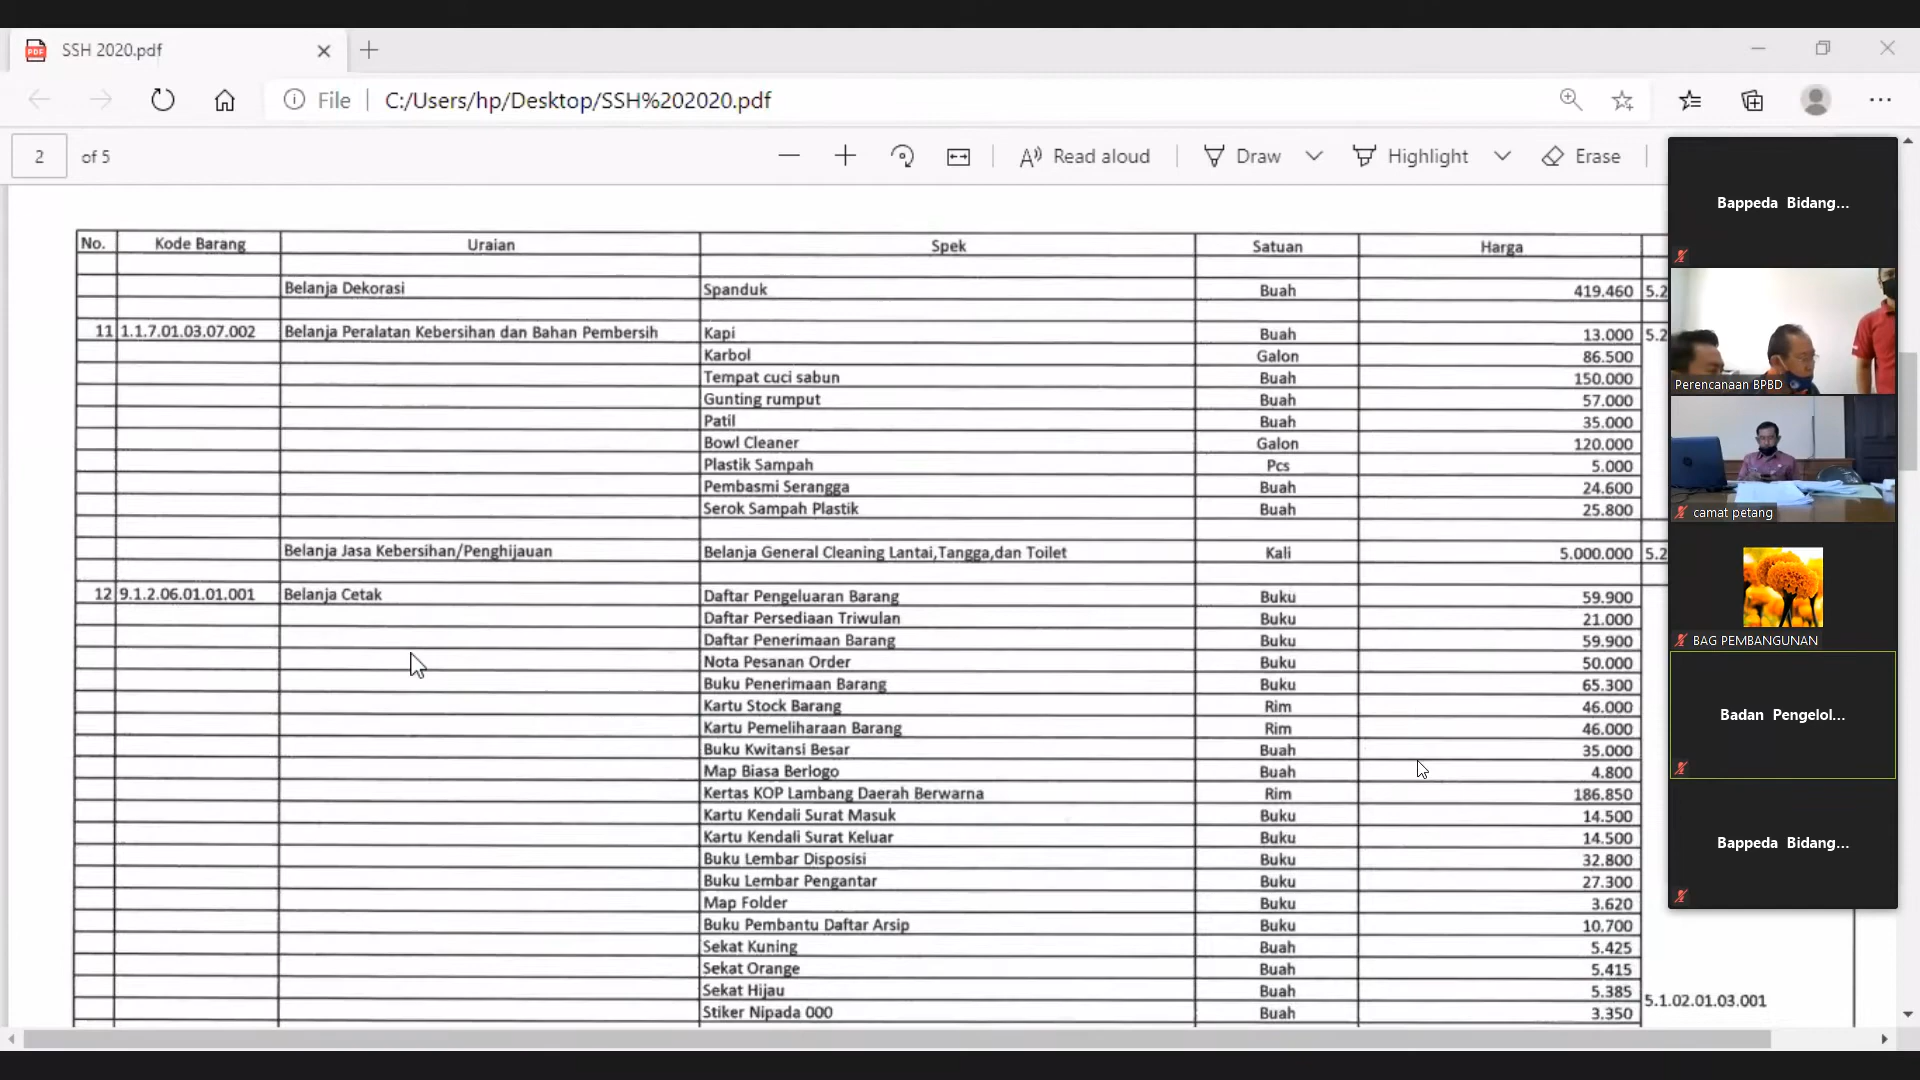 SSH 2020.pdf
File C:/Users/hp/Desktop/SSH%202020.pdf
2 of 5 Read aloud Draw Highlight Erase
No. Kode Barang Uraian Spek Satuan Harga
Belanja Dekorasi Spanduk Buah 419.460 5.2
11 1.1.7.01.03.07.002 Belanja Peralatan Kebersihan dan Bahan Pembersih Kapi Buah 13.000 5.2
Karbol Galon 86.500
Tempat cuci sabun Buah 150.000
Gunting rumput Buah 57.000
Patil Buah 35.000
Bowl Cleaner Galon 120.000
Plastik Sampah Pcs 5.000
Pembasmi Serangga Buah 24.600
Serok Sampah Plastik Buah 25.800
Belanja Jasa Kebersihan/Penghijauan Belanja General Cleaning Lantai,Tangga,dan Toilet Kali 5.000.000 5.2
12 9.1.2.06.01.01.001 Belanja Cetak Daftar Pengeluaran Barang Buku 59.900
Daftar Persediaan Triwulan Buku 21.000
Daftar Penerimaan Barang Buku 59.900
Nota Pesanan Order Buku 50.000
Buku Penerimaan Barang Buku 65.300
Kartu Stock Barang Rim 46.000
Kartu Pemeliharaan Barang Rim 46.000
Buku Kwitansi Besar Buah 35.000
Map Biasa Berlogo Buah 4.800
Kertas KOP Lambang Daerah Berwarna Rim 186.850
Kartu Kendali Surat Masuk Buku 14.500
Kartu Kendali Surat Keluar Buku 14.500
Buku Lembar Disposisi Buku 32.800
Buku Lembar Pengantar Buku 27.300
Map Folder Buku 3.620
Buku Pembantu Daftar Arsip Buku 10.700
Sekat Kuning Buah 5.425
Sekat Orange Buah 5.415
Sekat Hijau Buah 5.385
5.1.02.01.03.001
Stiker Nipada 000 Buah 3.350
Bappeda Bidang...
Perencanaan BPBD
camat petang
BAG PEMBANGUNAN
Badan Pengelol...
Bappeda Bidang...